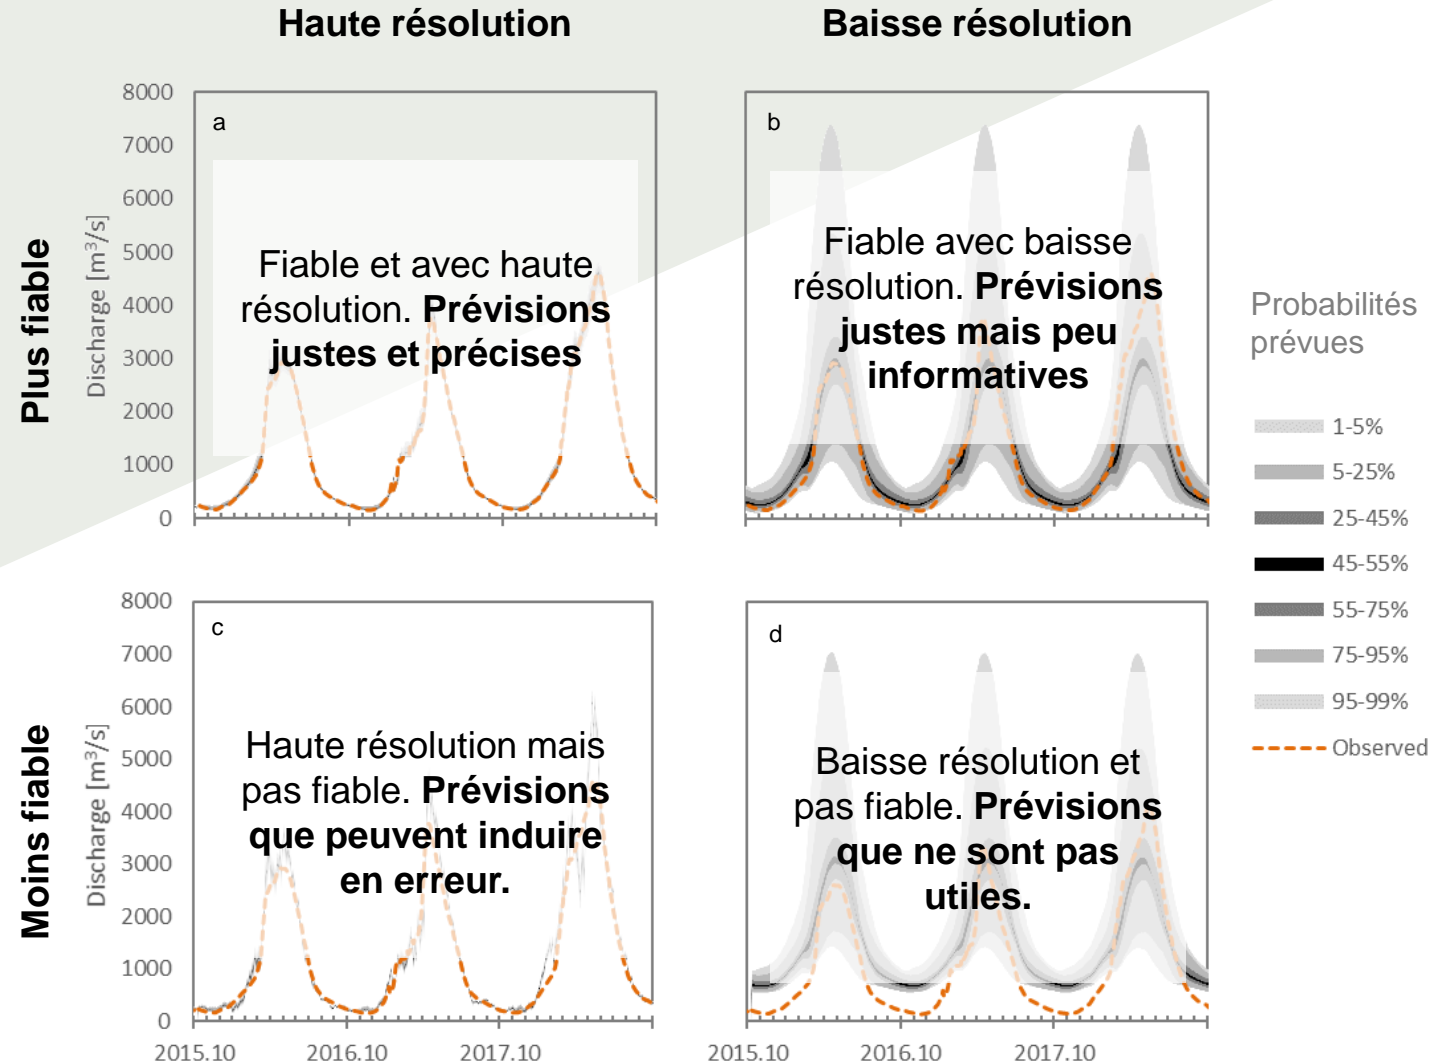 Haute résolution
Baisse résolution
Plus fiable
Discharge [m³/s]
8000
7000
6000
5000
4000
3000
2000
1000
0
a
Fiable et avec haute
résolution. Prévisions
justes et précises
b
Fiable avec baisse
résolution. Prévisions
justes mais peu
informatives
Probabilités
prévues
1-5%
5-25%
25-45%
45-55%
55-75%
75-95%
95-99%
Observed
Moins fiable
Discharge [m³/s]
8000
7000
6000
5000
4000
3000
2000
1000
0
c
Haute résolution mais
pas fiable. Prévisions
que peuvent induire
en erreur.
2015.10 2016.10 2017.10
d
Baisse résolution et
pas fiable. Prévisions
que ne sont pas
utiles.
2015.10 2016.10 2017.10